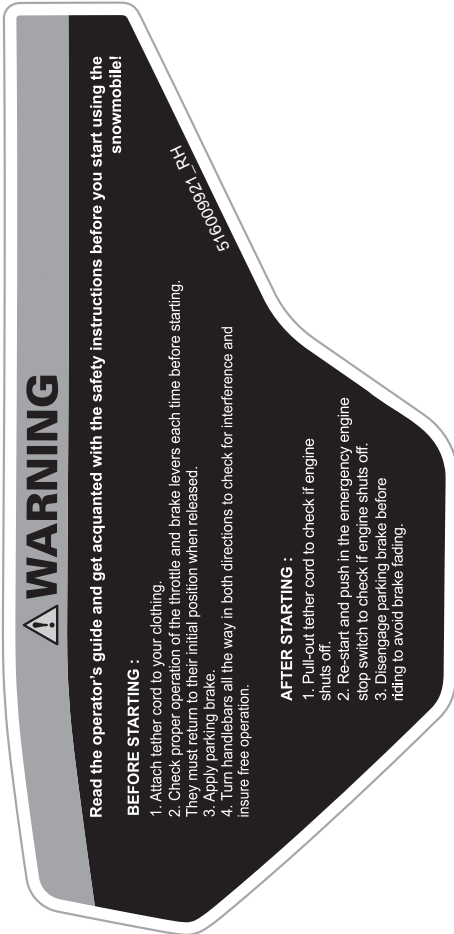 WARNING
Read the operator's guide and get acquanted with the safety instructions before you start using the
snowmobile!
BEFORE STARTING :
1. Attach tether cord to your clothing.
2. Check proper operation of the throttle and brake levers each time before starting.
They must return to their initial position when released.
3. Apply parking brake.
4. Turn handlebars all the way in both directions to check for interference and
insure free operation.
AFTER STARTING :
1. Pull-out tether cord to check if engine
shuts off.
2. Re-start and push in the emergency engine
stop switch to check if engine shuts off.
3. Disengage parking brake before
riding to avoid brake fading.
516009921_RH